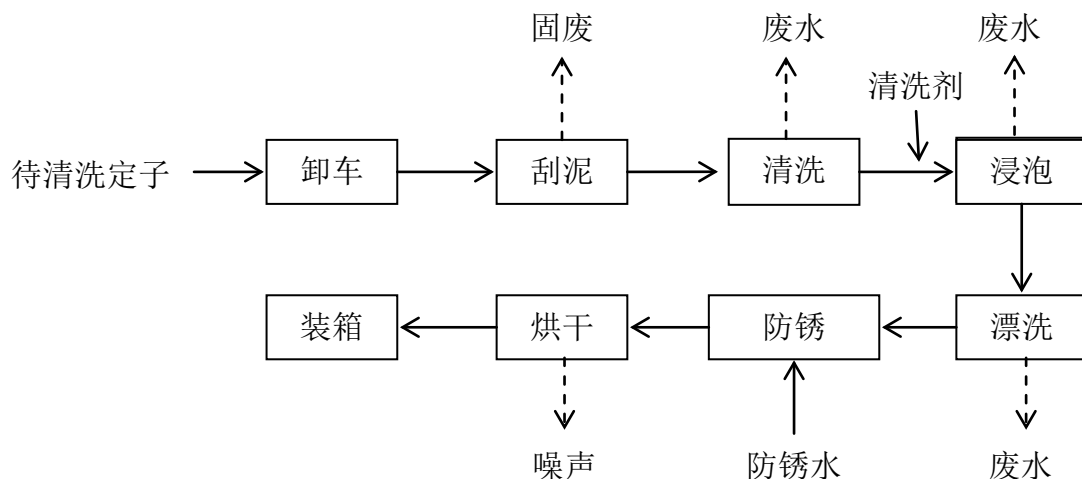 固废
废水
废水
清洗剂
待清洗定子
卸车
刮泥
清洗
浸泡
装箱
烘干
防锈
漂洗
噪声
防锈水
废水